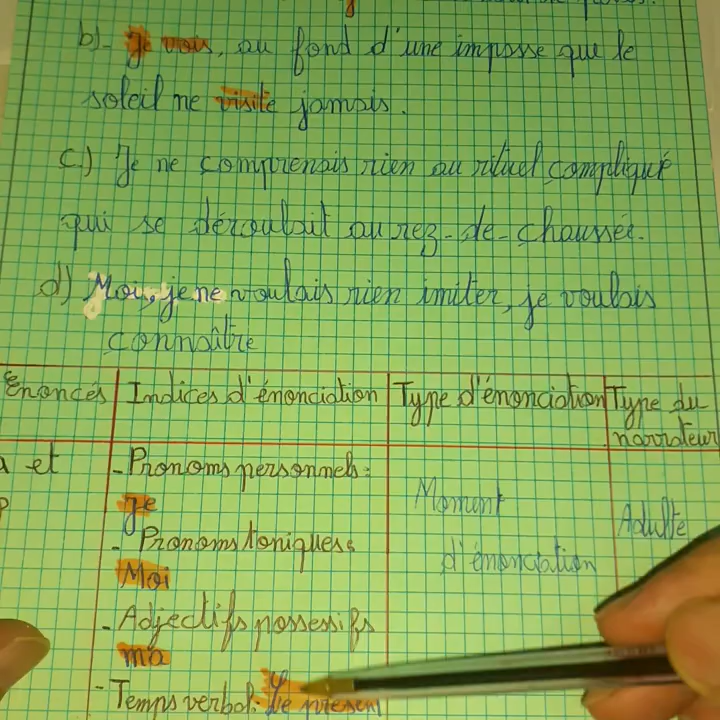 b)- Je vois, au fond d'une impasse que le
soleil ne visite jamais.
c) Je ne comprenais rien au rituel compliqué
qui se déroulait au rez-de-chaussée.
d) Moi, je ne voulais rien imiter, je voulais
connaître
Enoncés Indices d'énonciation Type d'énonciation Type du
narrateur
a et
- Pronoms personnels:
Je
- Pronoms toniques:
Moi
- Adjectifs possessifs
ma
- Temps verbal: Le présent
Moment
d'énonciation
Adulte